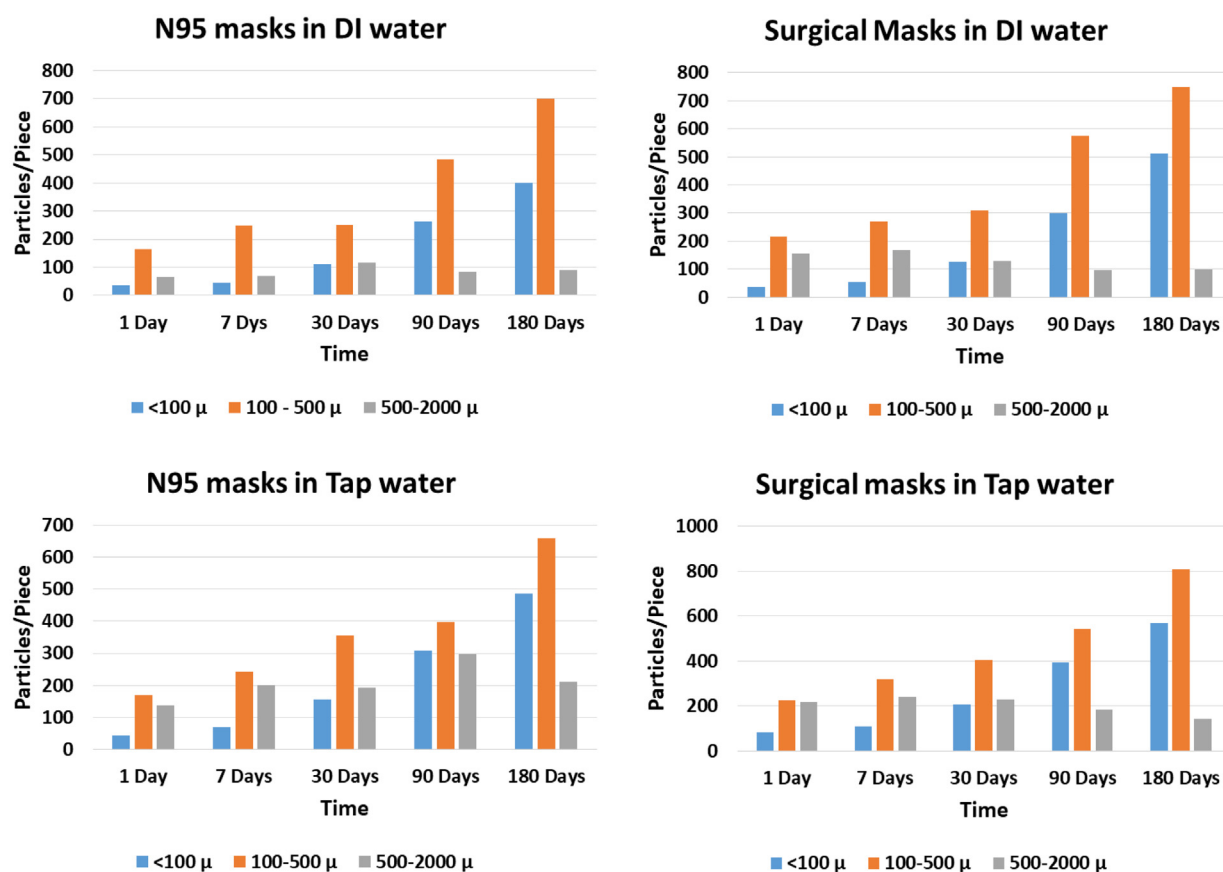 N95 masks in DI water
Particles/Piece
800
700
600
500
400
300
200
100
0
1 Day 7 Dys 30 Days 90 Days 180 Days
Time
<100 μ 100 - 500 μ 500-2000 μ
Surgical Masks in DI water
Particles/Piece
800
700
600
500
400
300
200
100
0
1 Day 7 Days 30 Days 90 Days 180 Days
Time
<100 μ 100-500 μ 500-2000 μ
N95 masks in Tap water
Particles/Piece
700
600
500
400
300
200
100
0
1 Day 7 Days 30 Days 90 Days 180 Days
Time
<100 μ 100-500 μ 500-2000 μ
Surgical masks in Tap water
Particles/Piece
1000
800
600
400
200
0
1 Day 7 Days 30 Days 90 Days 180 Days
Time
<100 μ 100-500 μ 500-2000 μ